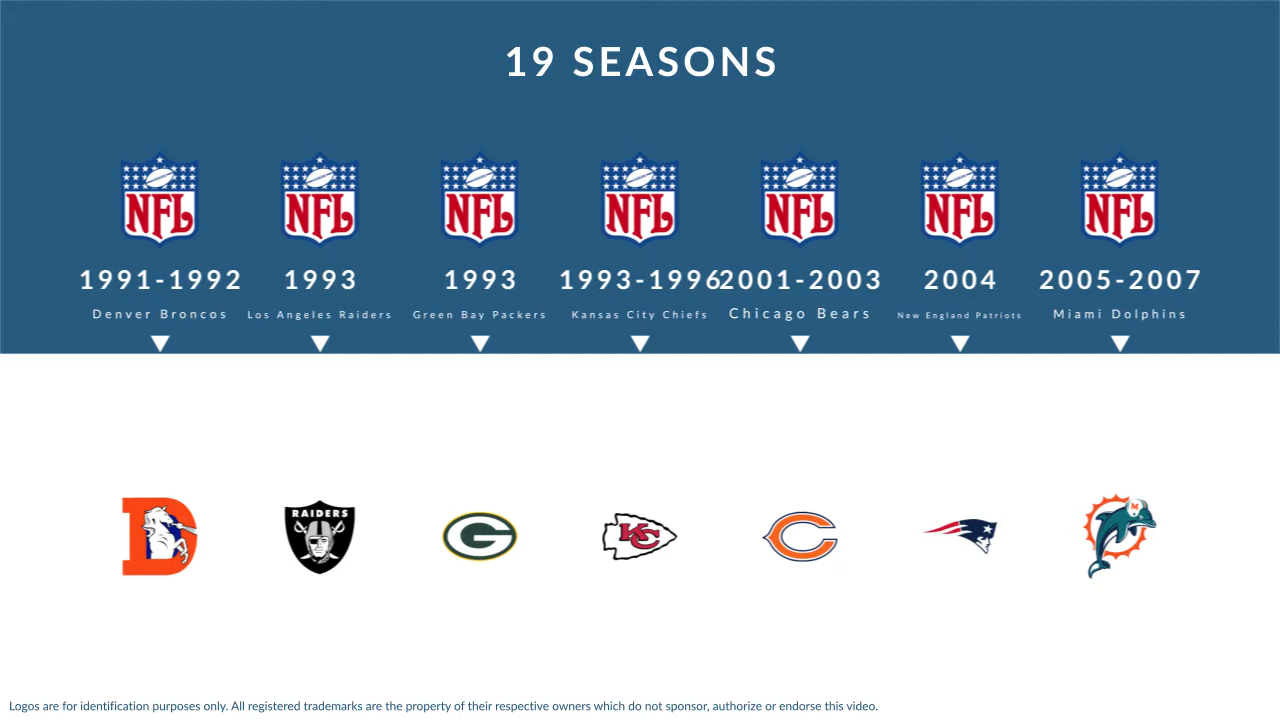 19 SEASONS
NFL NFL NFL NFL NFL NFL NFL
1991-1992 1993 1993 1993-1996 2001-2003 2004 2005-2007
Denver Broncos Los Angeles Raiders Green Bay Packers Kansas City Chiefs Chicago Bears New England Patriots Miami Dolphins
D RAIDERS G KC C M
Logos are for identification purposes only. All registered trademarks are the property of their respective owners which do not sponsor, authorize or endorse this video.